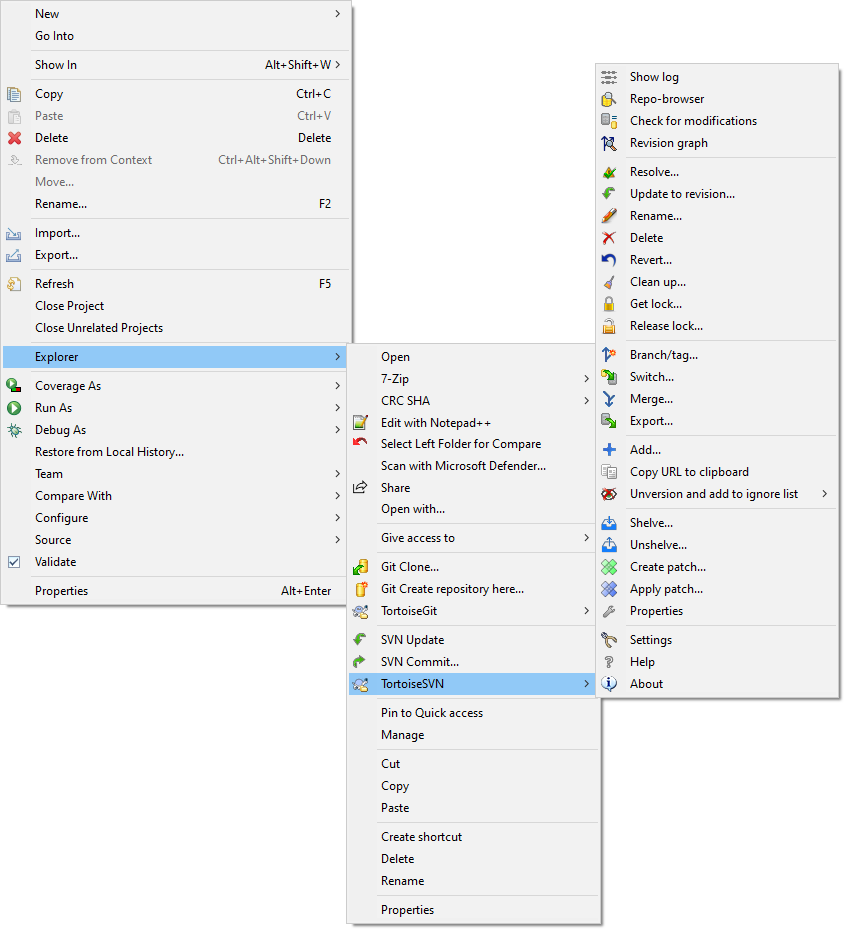 New
Go Into
Show In Alt+Shift+W
Copy Ctrl+C
Paste Ctrl+V
Delete Delete
Remove from Context Ctrl+Alt+Shift+Down
Move...
Rename... F2
Import...
Export...
Refresh F5
Close Project
Close Unrelated Projects
Explorer
Coverage As
Run As
Debug As
Restore from Local History...
Team
Compare With
Configure
Source
Validate
Properties Alt+Enter
Open
7-Zip
CRC SHA
Edit with Notepad++
Select Left Folder for Compare
Scan with Microsoft Defender...
Share
Open with...
Give access to
Git Clone...
Git Create repository here...
TortoiseGit
SVN Update
SVN Commit...
TortoiseSVN
Pin to Quick access
Manage
Cut
Copy
Paste
Create shortcut
Delete
Rename
Properties
Show log
Repo-browser
Check for modifications
Revision graph
Resolve...
Update to revision...
Rename...
Delete
Revert...
Clean up...
Get lock...
Release lock...
Branch/tag...
Switch...
Merge...
Export...
Add...
Copy URL to clipboard
Unversion and add to ignore list
Shelve...
Unshelve...
Create patch...
Apply patch...
Properties
Settings
Help
About